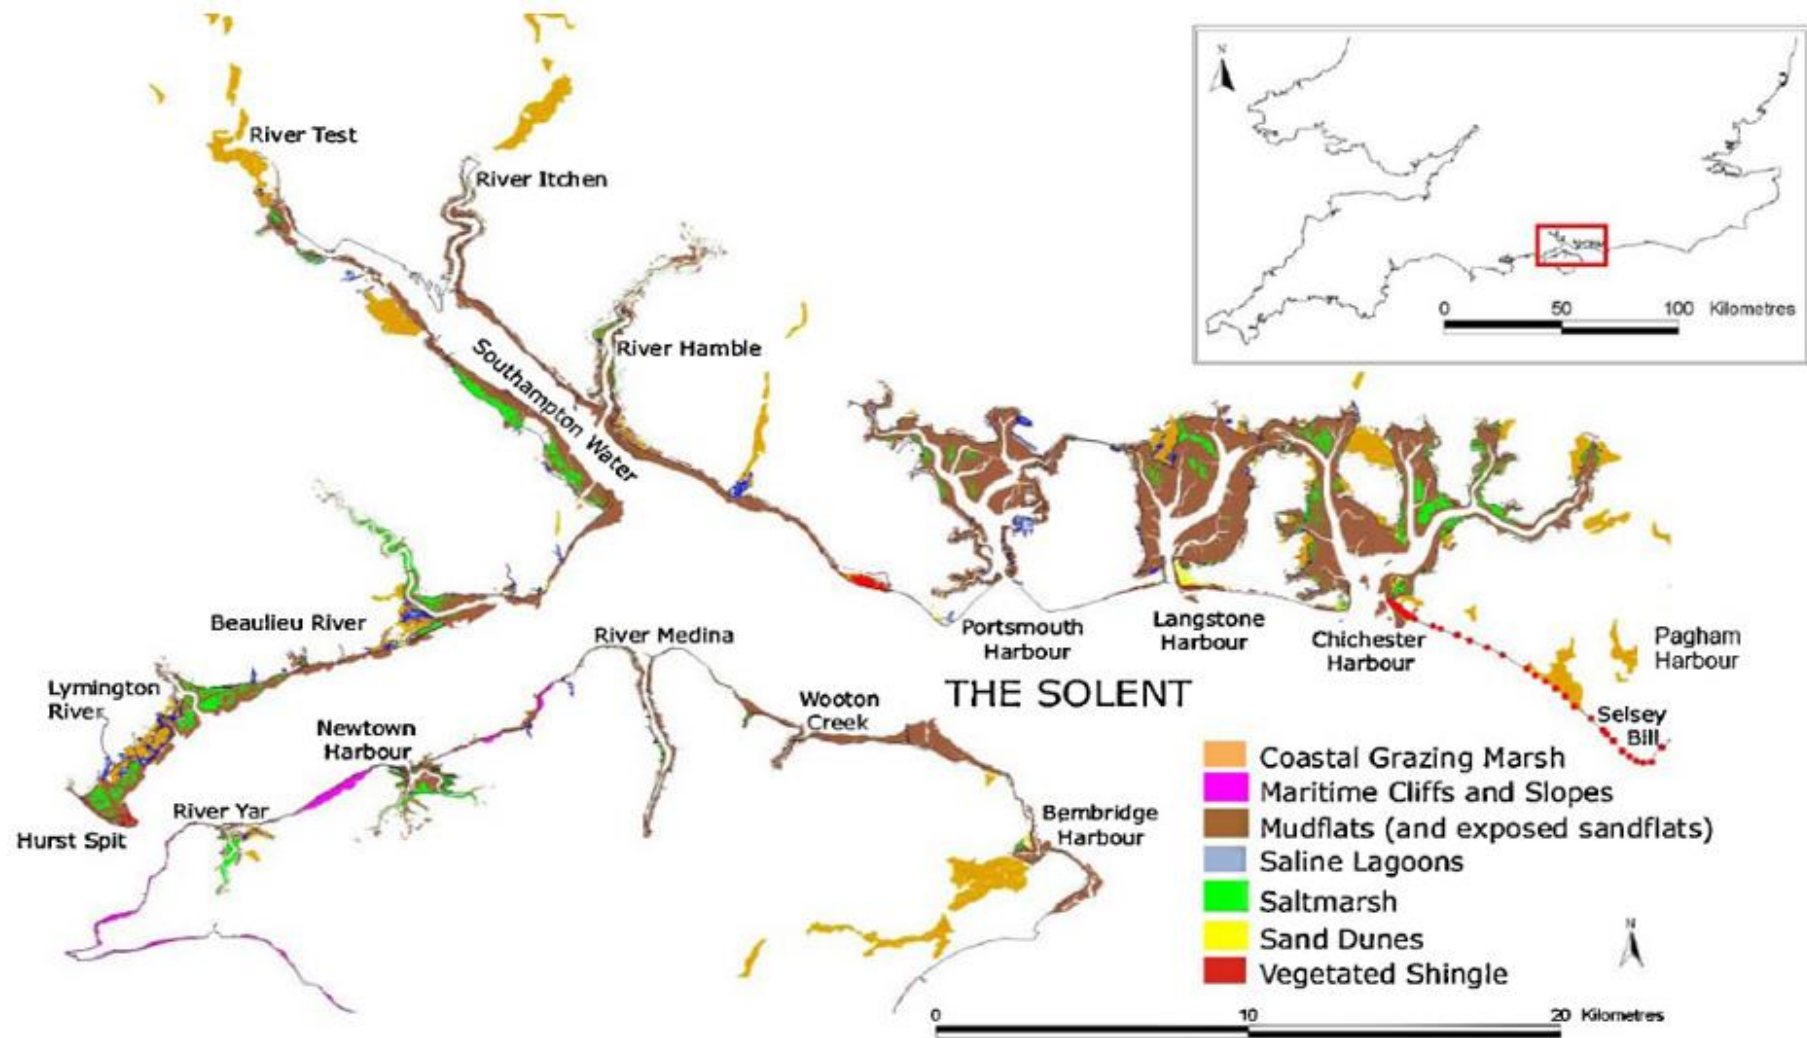 N
0 50 100 Kilometres
River Test
River Itchen
River Hamble
Southampton Water
Beaulieu River
River Medina
Portsmouth
Harbour
Langstone
Harbour
Chichester
Harbour
Pagham
Harbour
Lymington
River
Newtown
Harbour
Wooton
Creek
THE SOLENT
Selsey
Bill
River Yar
Hurst Spit
Bembridge
Harbour
Coastal Grazing Marsh
Maritime Cliffs and Slopes
Mudflats (and exposed sandflats)
Saline Lagoons
Saltmarsh
Sand Dunes
Vegetated Shingle
N
0 10 20 Kilometres